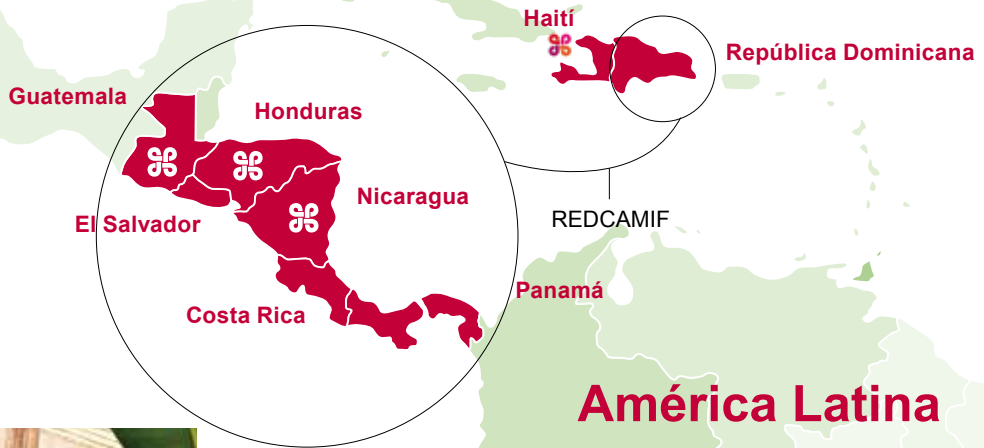 Haití
República Dominicana
Guatemala
Honduras
Nicaragua
El Salvador
REDCAMIF
Panamá
Costa Rica
América Latina